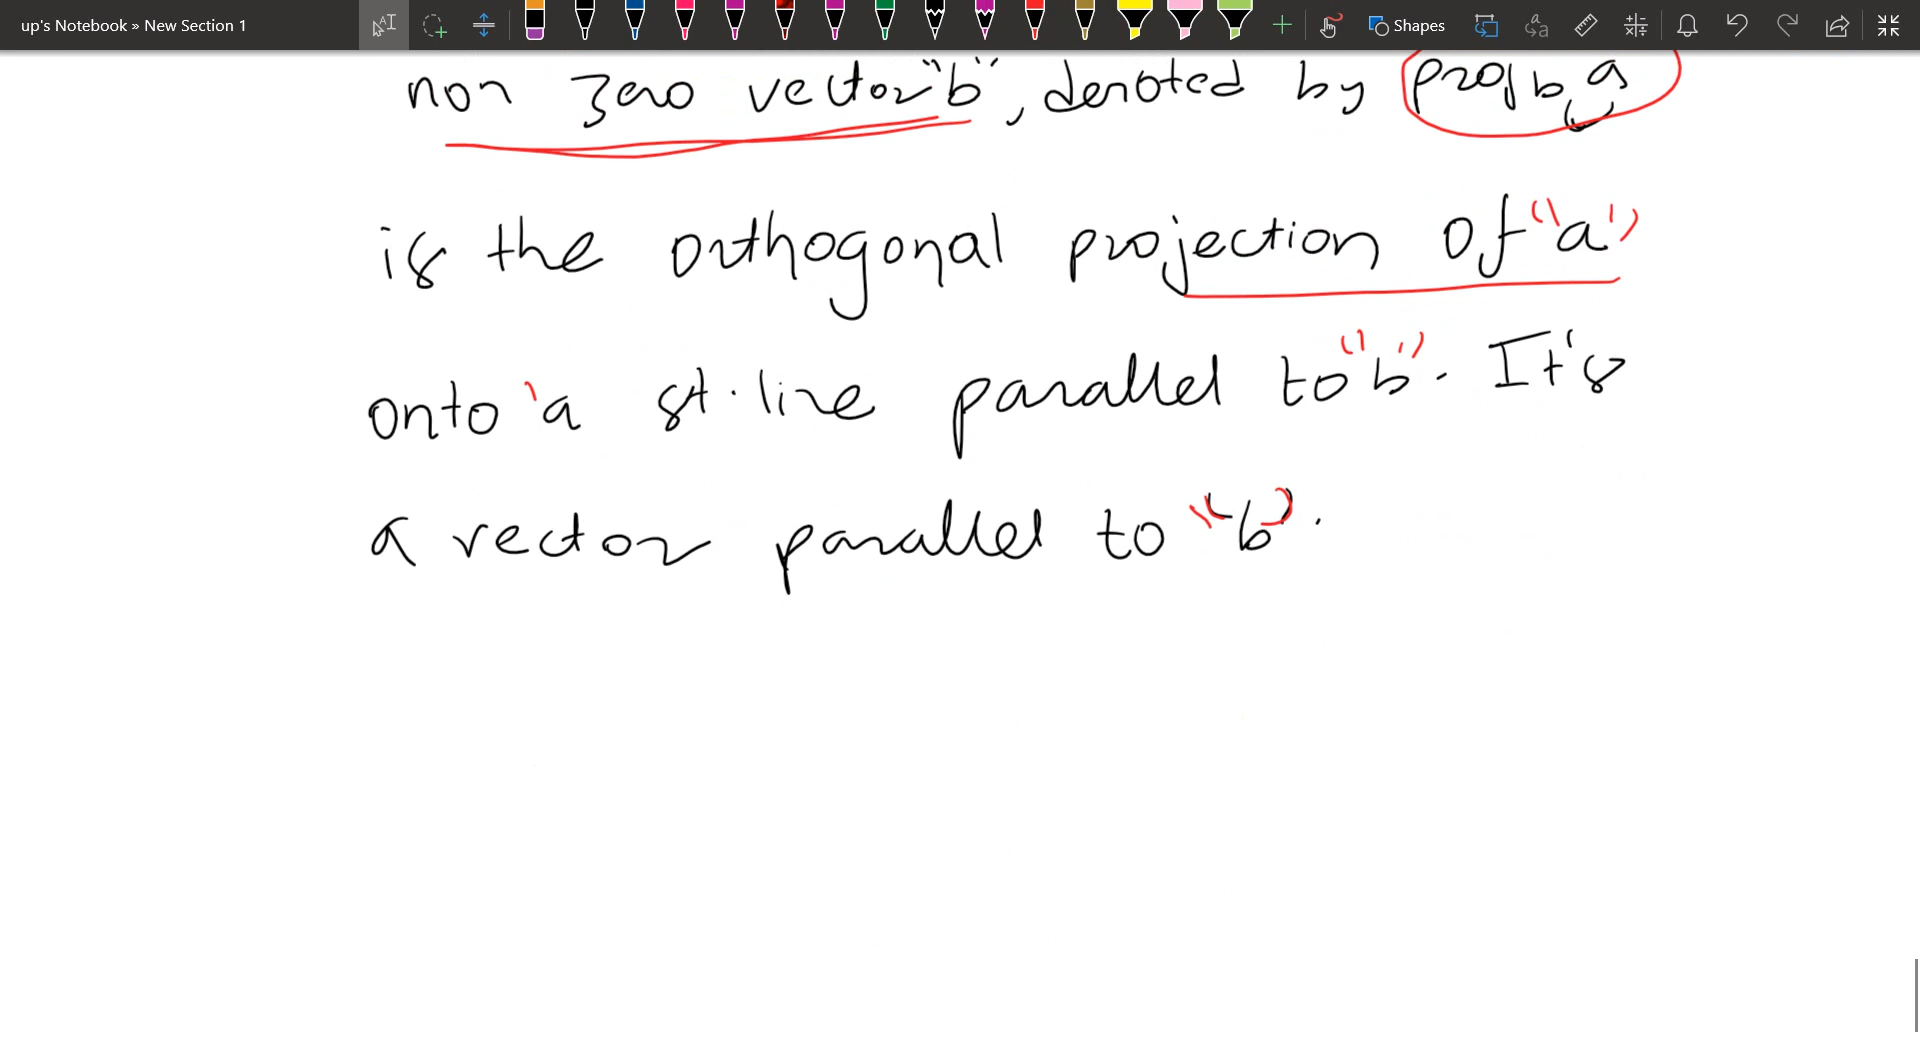 up's Notebook » New Section 1
Shapes
non zero vector "b", denoted by proj b a
is the orthogonal projection of "a"
onto 'a st. line parallel to "b". It's
a vector parallel to "b".